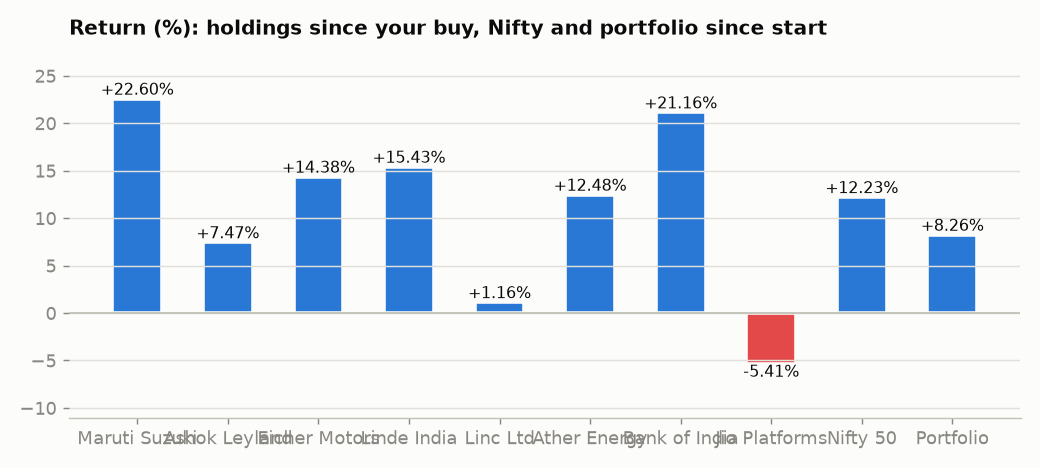 Return (%): holdings since your buy, Nifty and portfolio since start
25
20
15
10
5
0
−5
−10
+22.60%
+7.47%
+14.38%
+15.43%
+1.16%
+12.48%
+21.16%
-5.41%
+12.23%
+8.26%
Maruti Suzuki
Ashok Leyland
Eicher Motors
Linde India
Linc Ltd
Ather Energy
Bank of India
Jio Platforms
Nifty 50
Portfolio